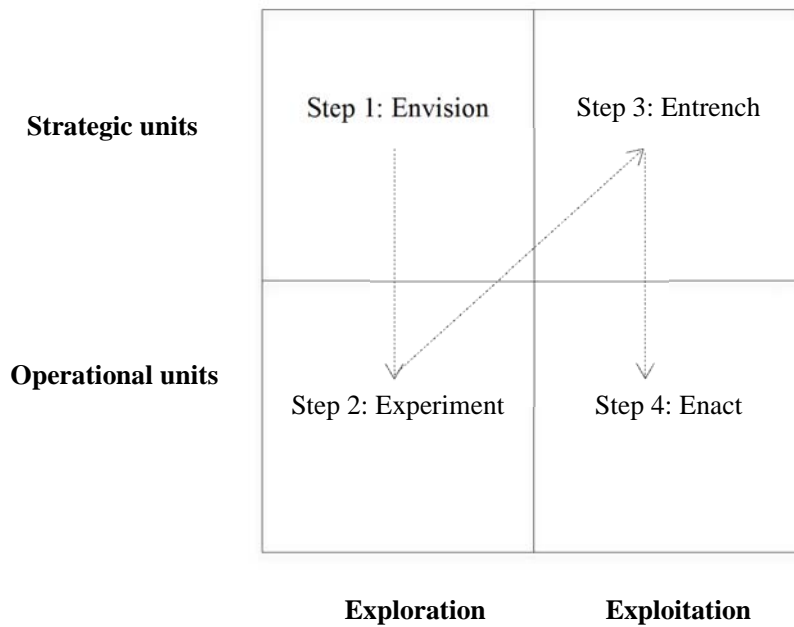 Step 1: Envision
Step 3: Entrench
Strategic units
Operational units
Step 2: Experiment
Step 4: Enact
Exploration
Exploitation